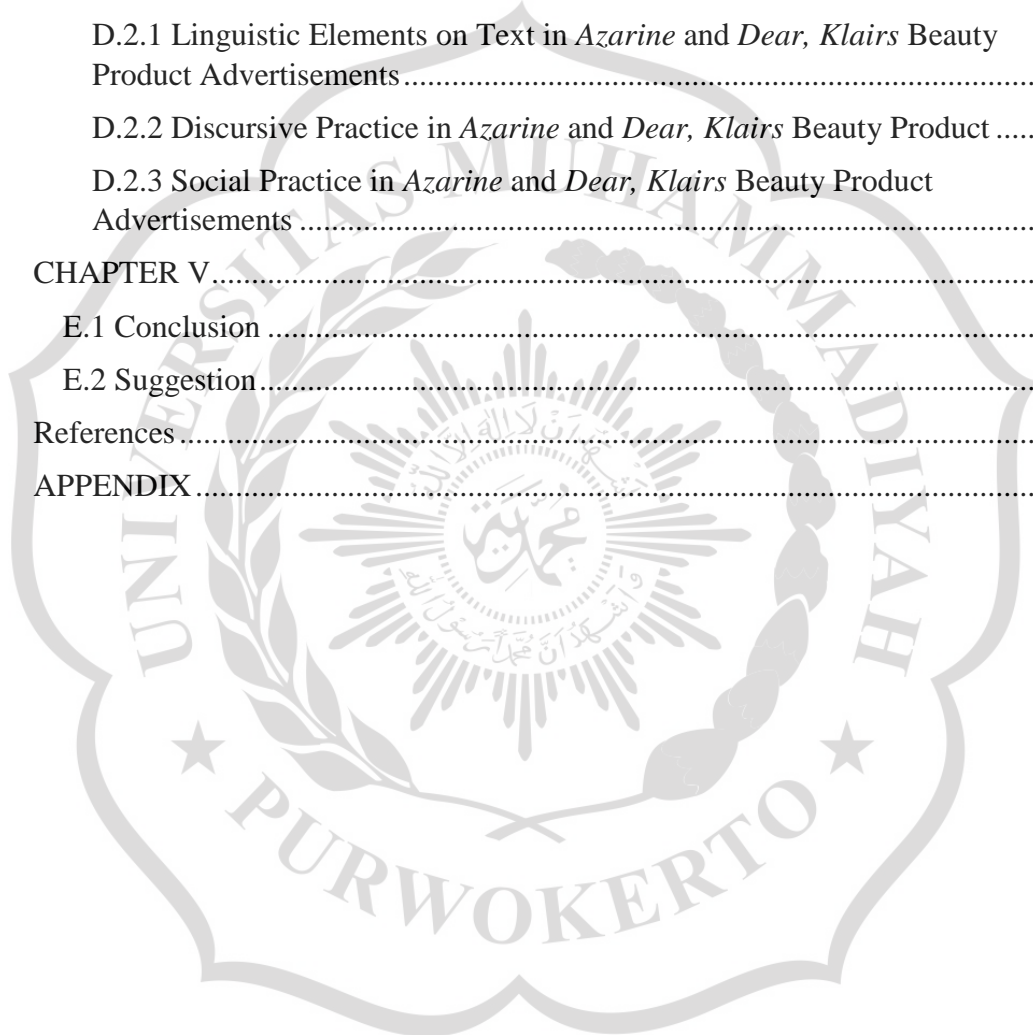 D.2.1 Linguistic Elements on Text in Azarine and Dear, Klairs Beauty
Product Advertisements........................................................................................
D.2.2 Discursive Practice in Azarine and Dear, Klairs Beauty Product .....
D.2.3 Social Practice in Azarine and Dear, Klairs Beauty Product
Advertisements ....................................................................................................
CHAPTER V..............................................................................................................
E.1 Conclusion ........................................................................................................
E.2 Suggestion.........................................................................................................
References..................................................................................................................
APPENDIX ................................................................................................................
UNIVERSITAS MUHAMMADIYAH
PURWOKERTO